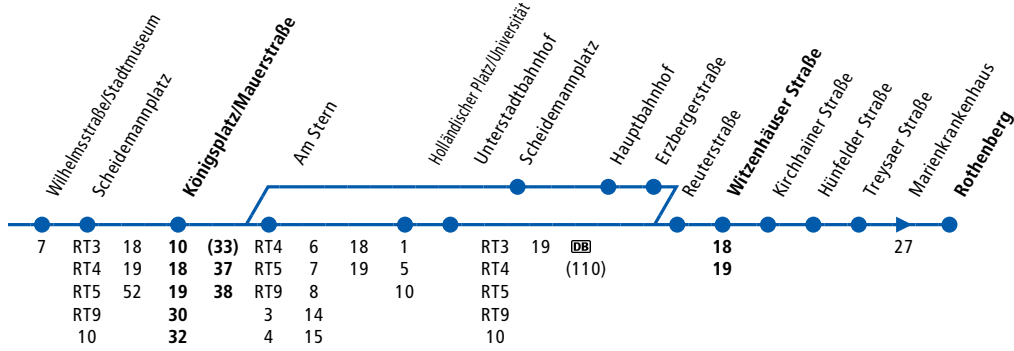 Wilhelmsstraße/Stadtmuseum
Scheidemannplatz
Königsplatz/Mauerstraße
Am Stern
Holländischer Platz/Universität
Unterstadtbahnhof
Scheidemannplatz
Hauptbahnhof
Erzbergerstraße
Reuterstraße
Witzenhäuser Straße
Kirchhainer Straße
Hünfelder Straße
Treysaer Straße
Marienkrankenhaus
Rothenberg
7 RT3 18 10 (33) RT4 6 18 1 RT3 19 DB 18 27
RT4 19 18 37 RT5 7 19 5 RT4 (110) 19
RT5 52 19 38 RT9 8 10 RT5
RT9 30 3 14 RT9
10 32 4 15 10